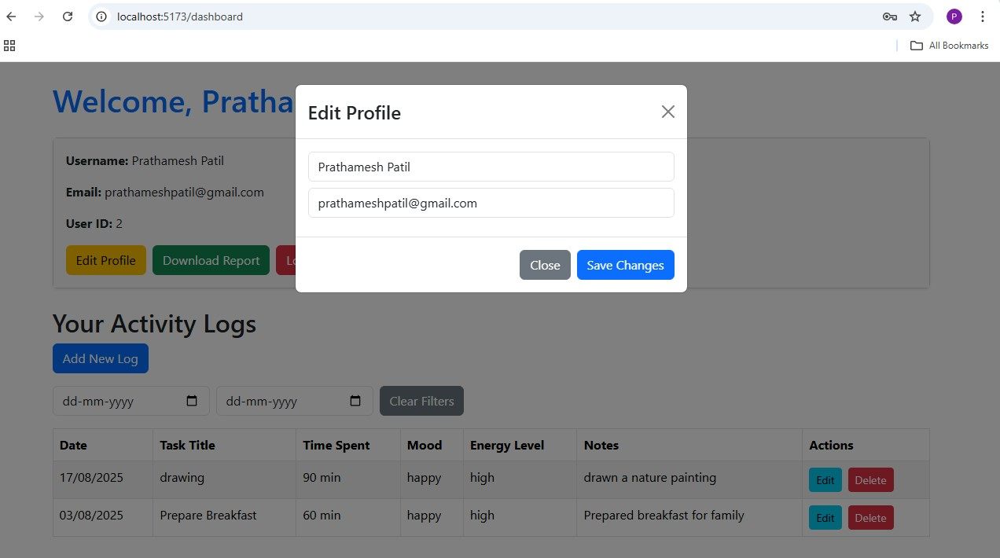 localhost:5173/dashboard
P
All Bookmarks
Welcome, Pratha
Edit Profile
Prathamesh Patil
prathameshpatil@gmail.com
Close Save Changes
Username: Prathamesh Patil
Email: prathameshpatil@gmail.com
User ID: 2
Edit Profile Download Report Lo
Your Activity Logs
Add New Log
dd-mm-yyyy dd-mm-yyyy Clear Filters
Date Task Title Time Spent Mood Energy Level Notes Actions
17/08/2025 drawing 90 min happy high drawn a nature painting Edit Delete
03/08/2025 Prepare Breakfast 60 min happy high Prepared breakfast for family Edit Delete